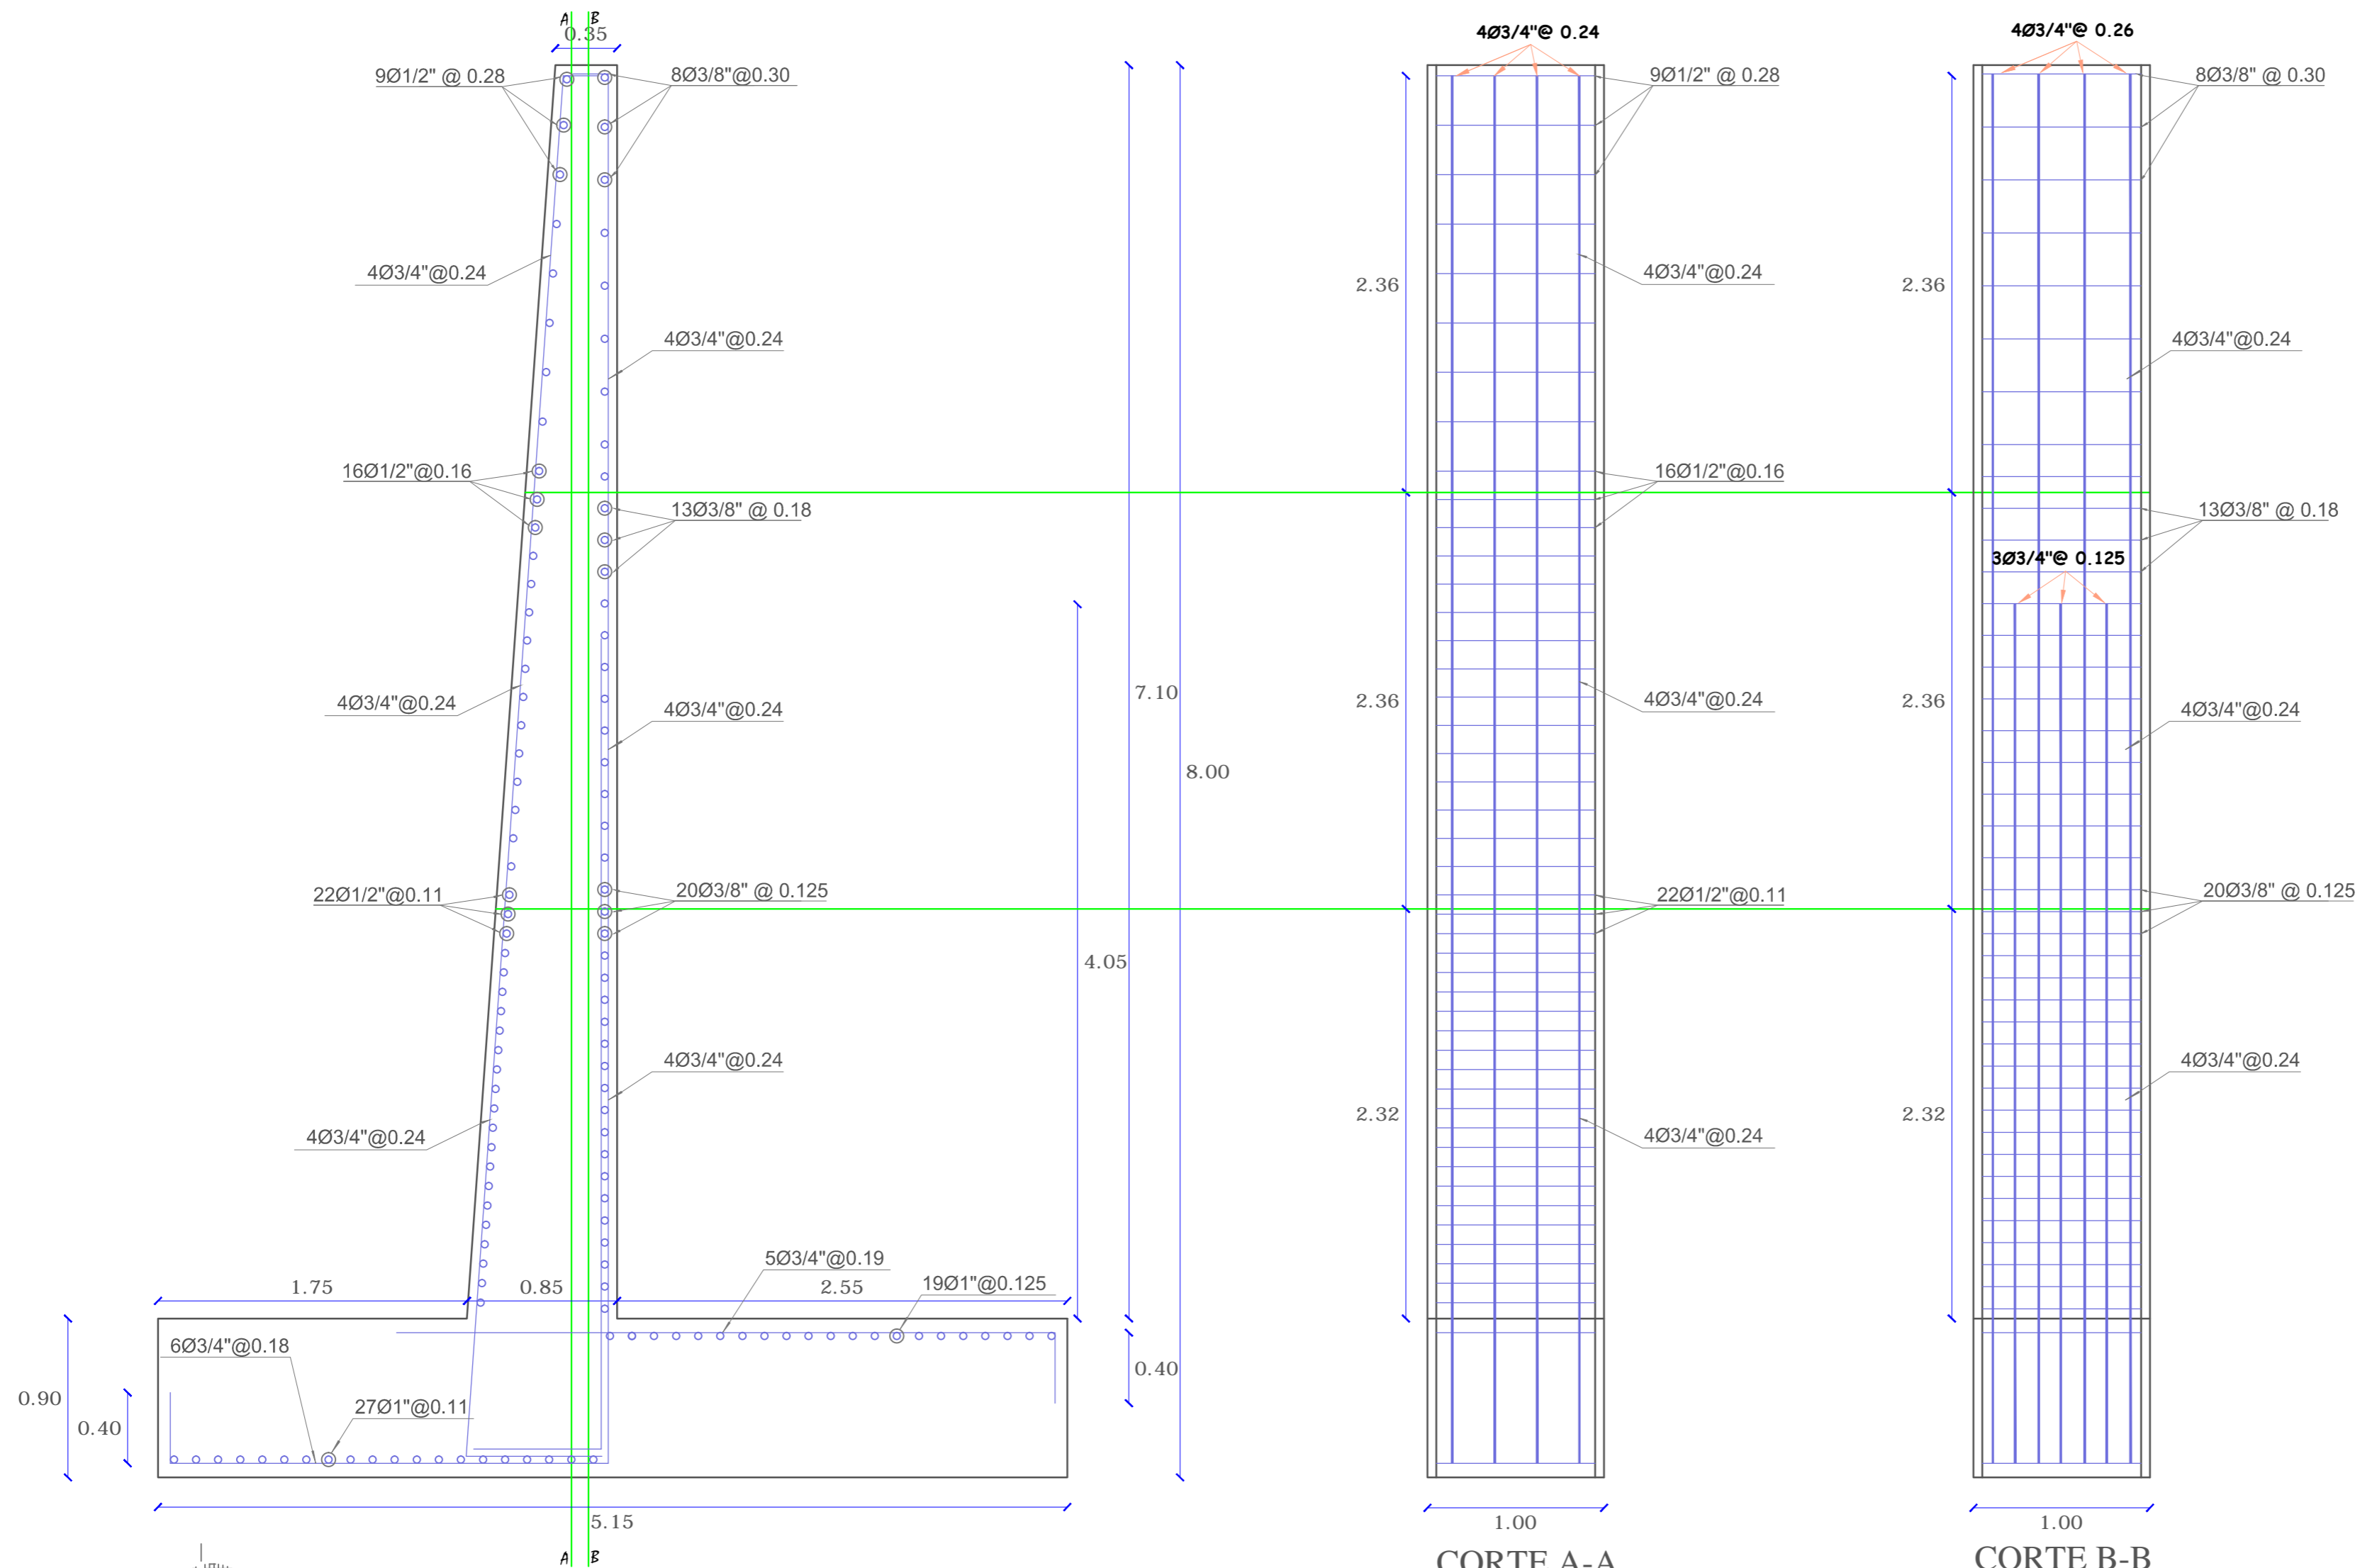 A B
0.35
9Ø1/2" @ 0.28
8Ø3/8"@0.30
4Ø3/4"@0.24
4Ø3/4"@0.24
16Ø1/2"@0.16
13Ø3/8" @ 0.18
4Ø3/4"@0.24
4Ø3/4"@0.24
7.10
8.00
22Ø1/2"@0.11
20Ø3/8" @ 0.125
4.05
4Ø3/4"@0.24
4Ø3/4"@0.24
5Ø3/4"@0.19
1.75
0.85
2.55
19Ø1"@0.125
6Ø3/4"@0.18
0.40
0.90
0.40
27Ø1"@0.11
5.15
A B
4Ø3/4"@ 0.24
9Ø1/2" @ 0.28
4Ø3/4"@0.24
2.36
16Ø1/2"@0.16
2.36
4Ø3/4"@0.24
22Ø1/2"@0.11
2.32
4Ø3/4"@0.24
1.00
CORTE A-A
4Ø3/4"@ 0.26
8Ø3/8" @ 0.30
2.36
4Ø3/4"@0.24
13Ø3/8" @ 0.18
3Ø3/4"@ 0.125
2.36
4Ø3/4"@0.24
20Ø3/8" @ 0.125
4Ø3/4"@0.24
2.32
1.00
CORTE B-B